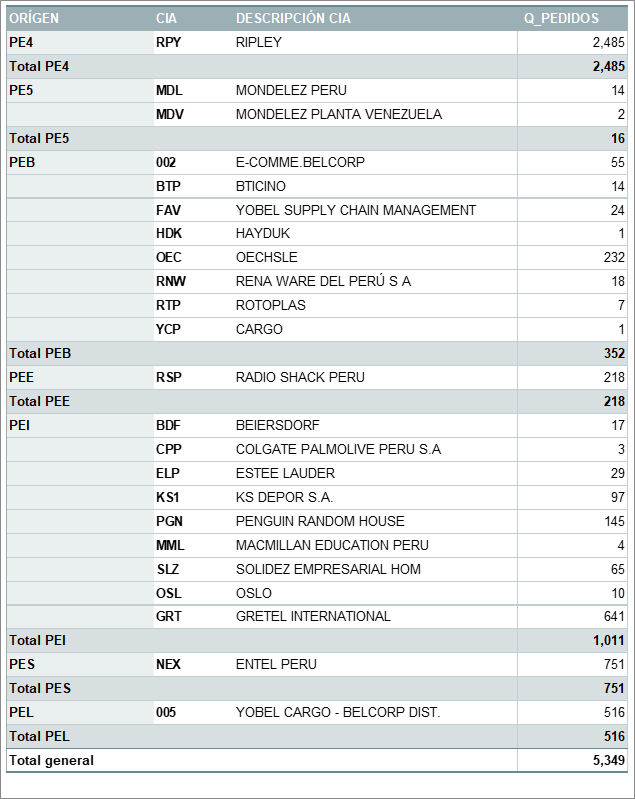 ORÍGEN CIA DESCRIPCIÓN CIA Q_PEDIDOS
PE4 RPY RIPLEY 2,485
Total PE4 2,485
PE5 MDL MONDELEZ PERU 14
MDV MONDELEZ PLANTA VENEZUELA 2
Total PE5 16
PEB 002 E-COMME.BELCORP 55
BTP BTICINO 14
FAV YOBEL SUPPLY CHAIN MANAGEMENT 24
HDK HAYDUK 1
OEC OECHSLE 232
RNW RENA WARE DEL PERÚ S A 18
RTP ROTOPLAS 7
YCP CARGO 1
Total PEB 352
PEE RSP RADIO SHACK PERU 218
Total PEE 218
PEI BDF BEIERSDORF 17
CPP COLGATE PALMOLIVE PERU S.A 3
ELP ESTEE LAUDER 29
KS1 KS DEPOR S.A. 97
PGN PENGUIN RANDOM HOUSE 145
MML MACMILLAN EDUCATION PERU 4
SLZ SOLIDEZ EMPRESARIAL HOM 65
OSL OSLO 10
GRT GRETEL INTERNATIONAL 641
Total PEI 1,011
PES NEX ENTEL PERU 751
Total PES 751
PEL 005 YOBEL CARGO - BELCORP DIST. 516
Total PEL 516
Total general 5,349